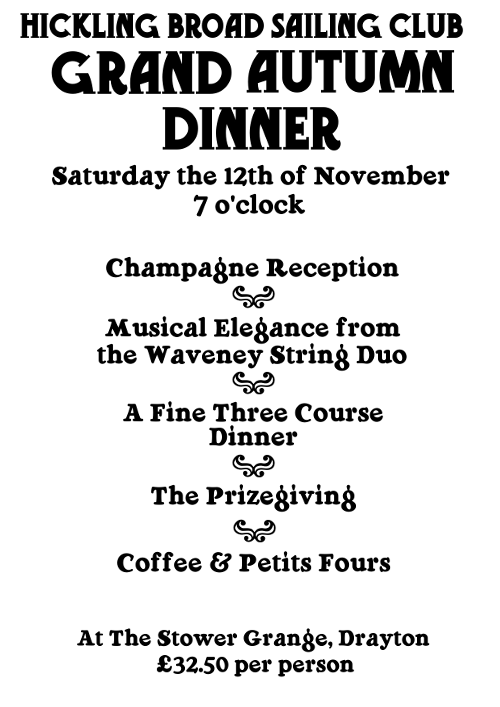 HICKLING BROAD SAILING CLUB
GRAND AUTUMN
DINNER
Saturday the 12th of November
7 o'clock
Champagne Reception
Musical Elegance from
the Waveney String Duo
A Fine Three Course
Dinner
The Prizegiving
Coffee & Petits Fours
At The Stower Grange, Drayton
£32.50 per person